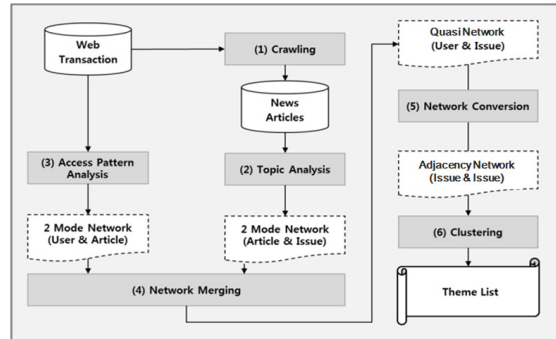 Web
Transaction
(1) Crawling
News
Articles
(3) Access Pattern
Analysis
(2) Topic Analysis
2 Mode Network
(User & Article)
2 Mode Network
(Article & Issue)
(4) Network Merging
Quasi Network
(User & Issue)
(5) Network Conversion
Adjacency Network
(Issue & Issue)
(6) Clustering
Theme List